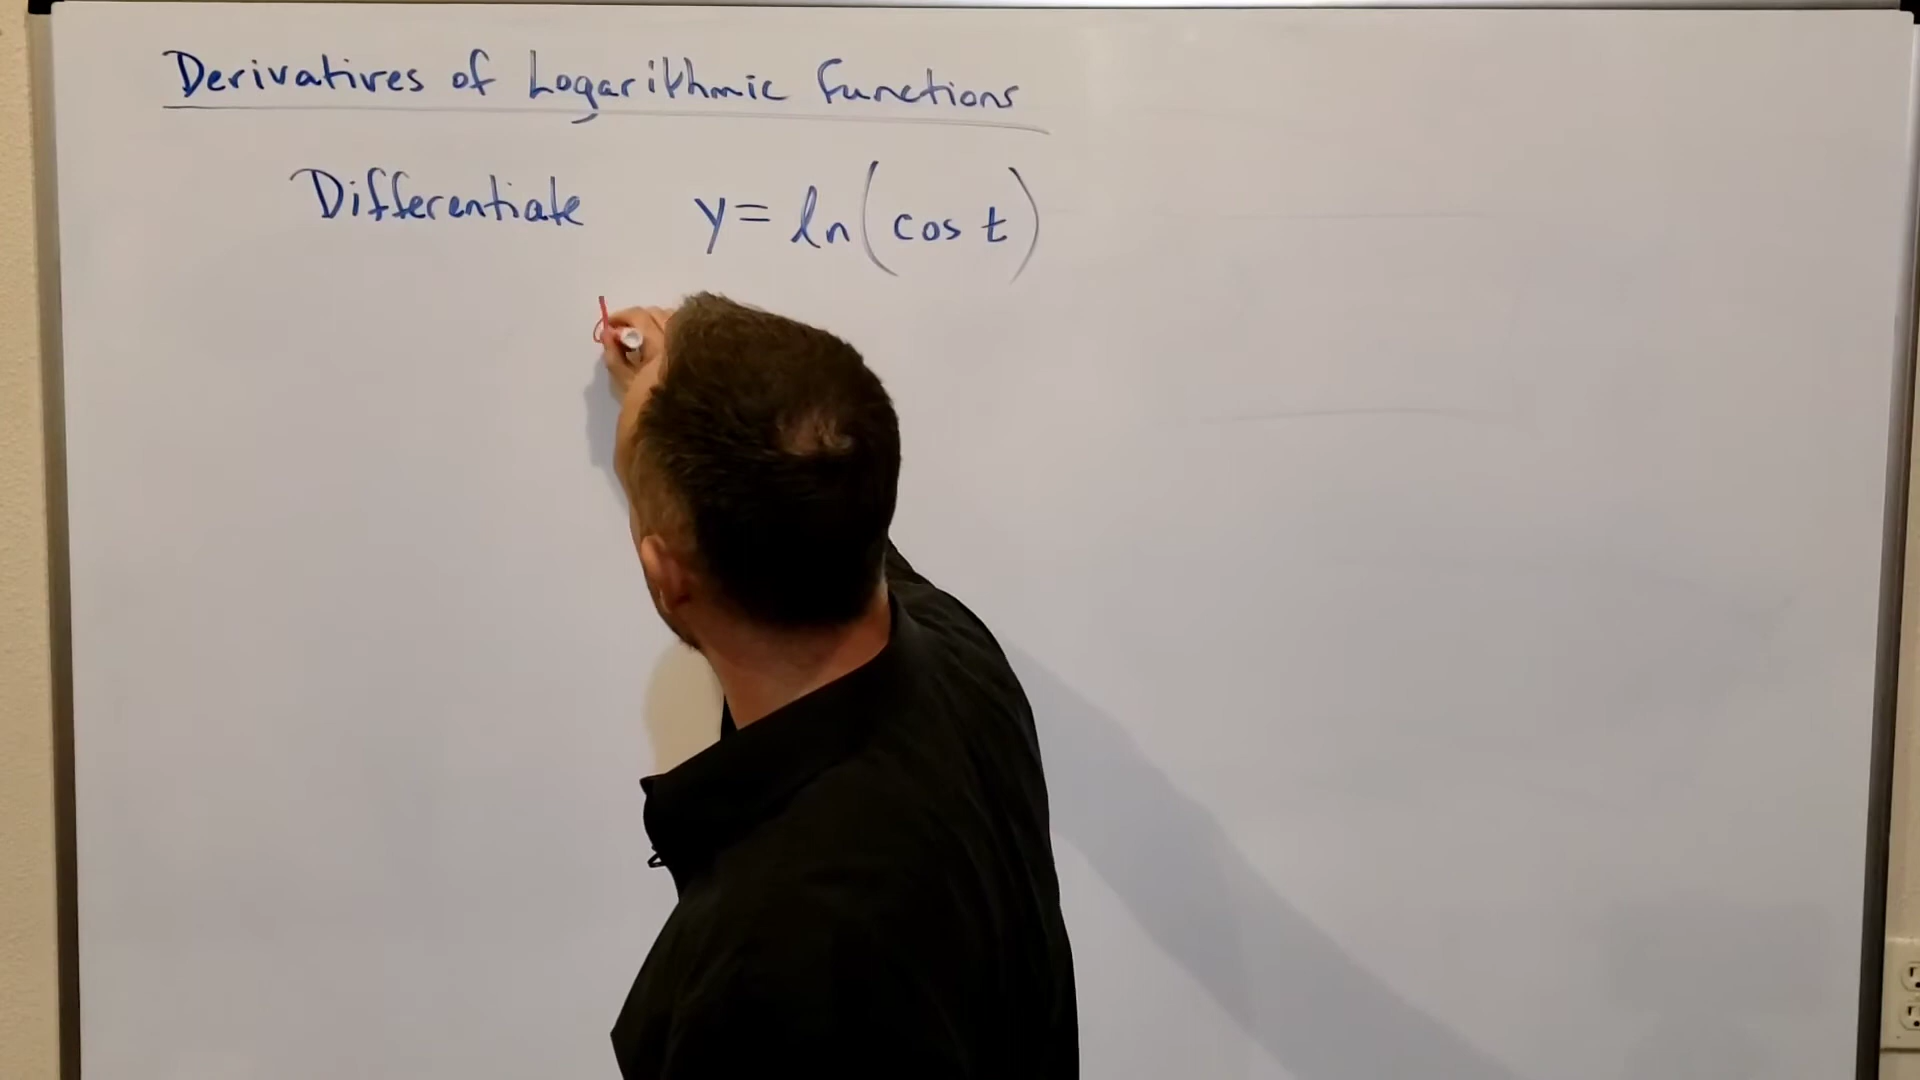 Derivatives of Logarithmic Functions
Differentiate y = ln(cos t)